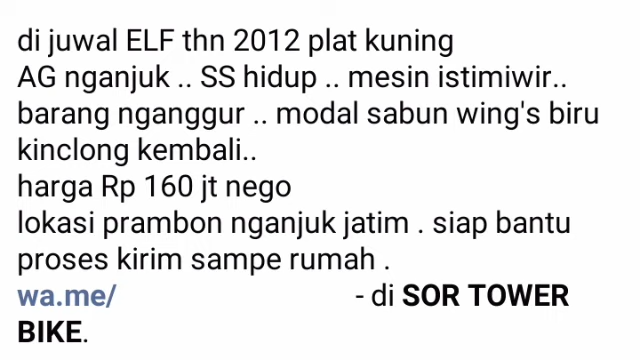 di juwal ELF thn 2012 plat kuning
AG nganjuk .. SS hidup .. mesin istimiwir..
barang nganggur .. modal sabun wing's biru
kinclong kembali..
harga Rp 160 jt nego
lokasi prambon nganjuk jatim . siap bantu
proses kirim sampe rumah .
wa.me/ - di SOR TOWER
BIKE.